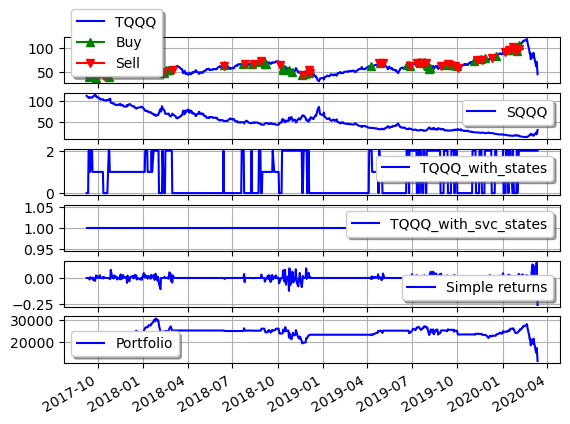 TQQQ
Buy
Sell
100
50
SQQQ
100
50
TQQQ_with_states
2
0
TQQQ_with_svc_states
1.05
1.00
0.95
Simple returns
0.00
−0.25
Portfolio
30000
20000
2017-10 2018-01 2018-04 2018-07 2018-10 2019-01 2019-04 2019-07 2019-10 2020-01 2020-04